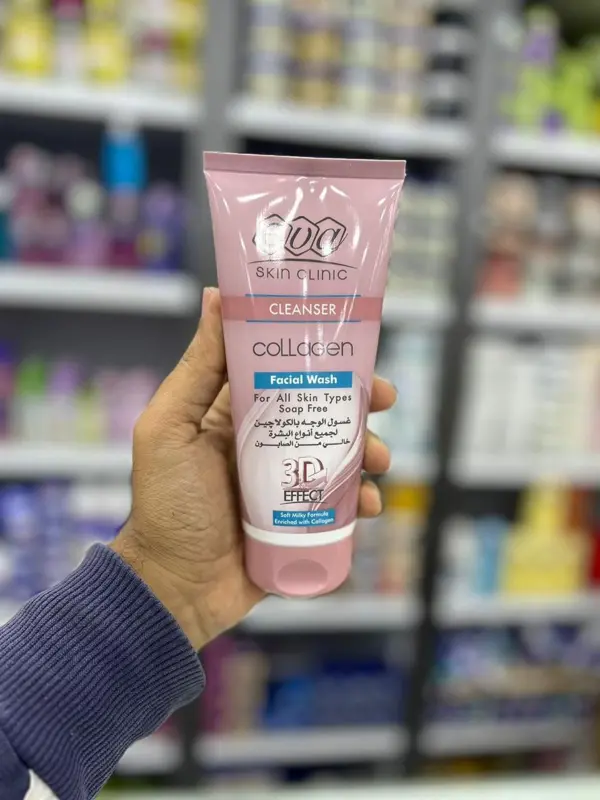 eva
SKIN CLINIC
CLEANSER
coLLagen
Facial Wash
For All Skin Types
Soap Free
غسول الوجه بالكولاجين
لجميع أنواع البشرة
خالي من الصابون
3D
EFFECT
Soft Milky Formula
Enriched with Collagen